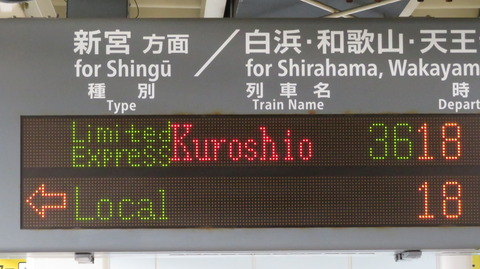 新宮 方面 ／ 白浜・和歌山・天王
for Shingū for Shirahama, Wakayam
種別 列車名 時
Type Train Name Depart
Limited Express Kuroshio 36 18
← Local 18